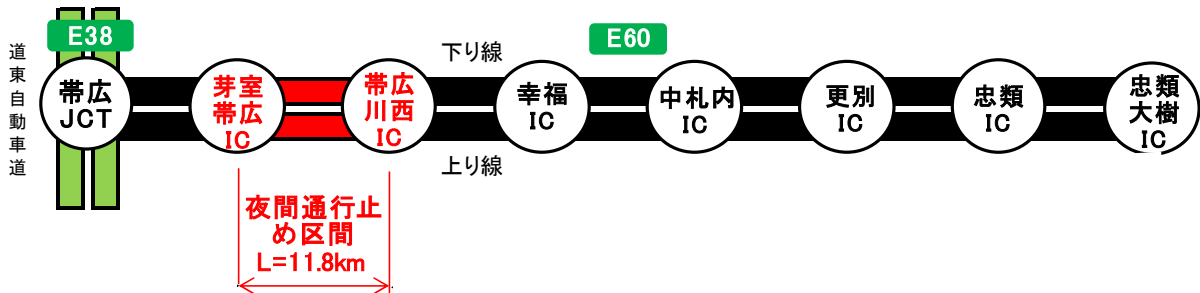 E38
E60
道東自動車道
下り線
上り線
帯広
JCT
芽室
帯広
IC
帯広
川西
IC
幸福
IC
中札内
IC
更別
IC
忠類
IC
忠類
大樹
IC
夜間通行止
め区間
L=11.8km